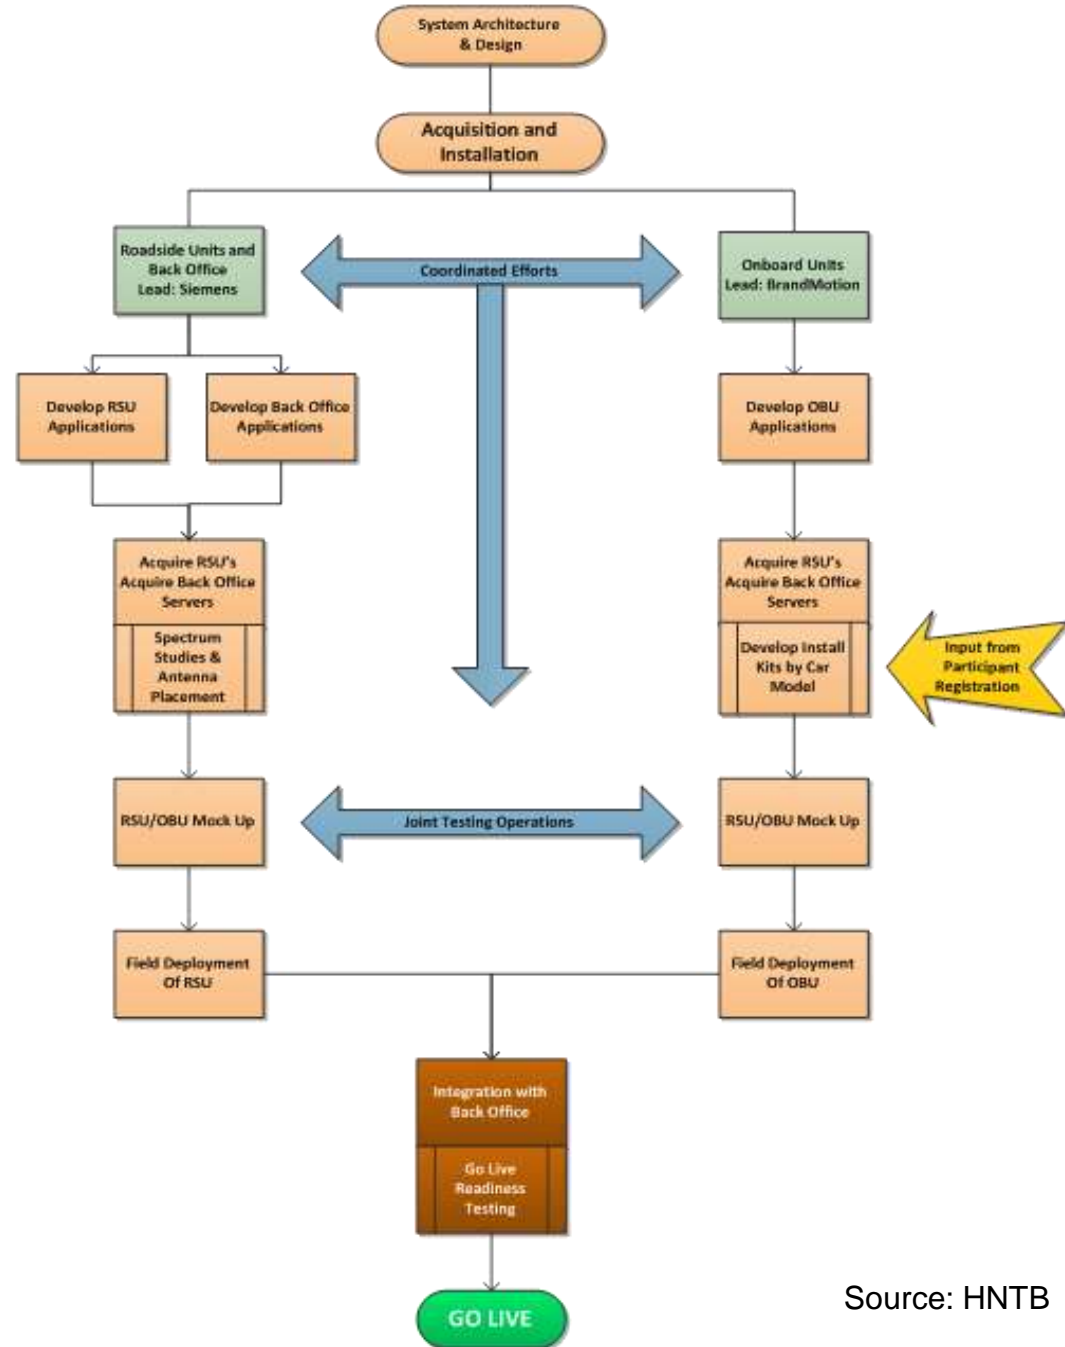 System Architecture
& Design
Acquisition and
Installation
Roadside Units and
Back Office
Lead: Siemens
Coordinated Efforts
Onboard Units
Lead: BrandMotion
Develop RSU
Applications
Develop Back Office
Applications
Develop OBU
Applications
Acquire RSU's
Acquire Back Office
Servers
Spectrum
Studies &
Antenna
Placement
Acquire RSU's
Acquire Back Office
Servers
Develop Install
Kits by Car
Model
Input from
Participant
Registration
RSU/OBU Mock Up
Joint Testing Operations
RSU/OBU Mock Up
Field Deployment
Of RSU
Field Deployment
Of OBU
Integration with
Back Office
Go Live
Readiness
Testing
GO LIVE
Source: HNTB